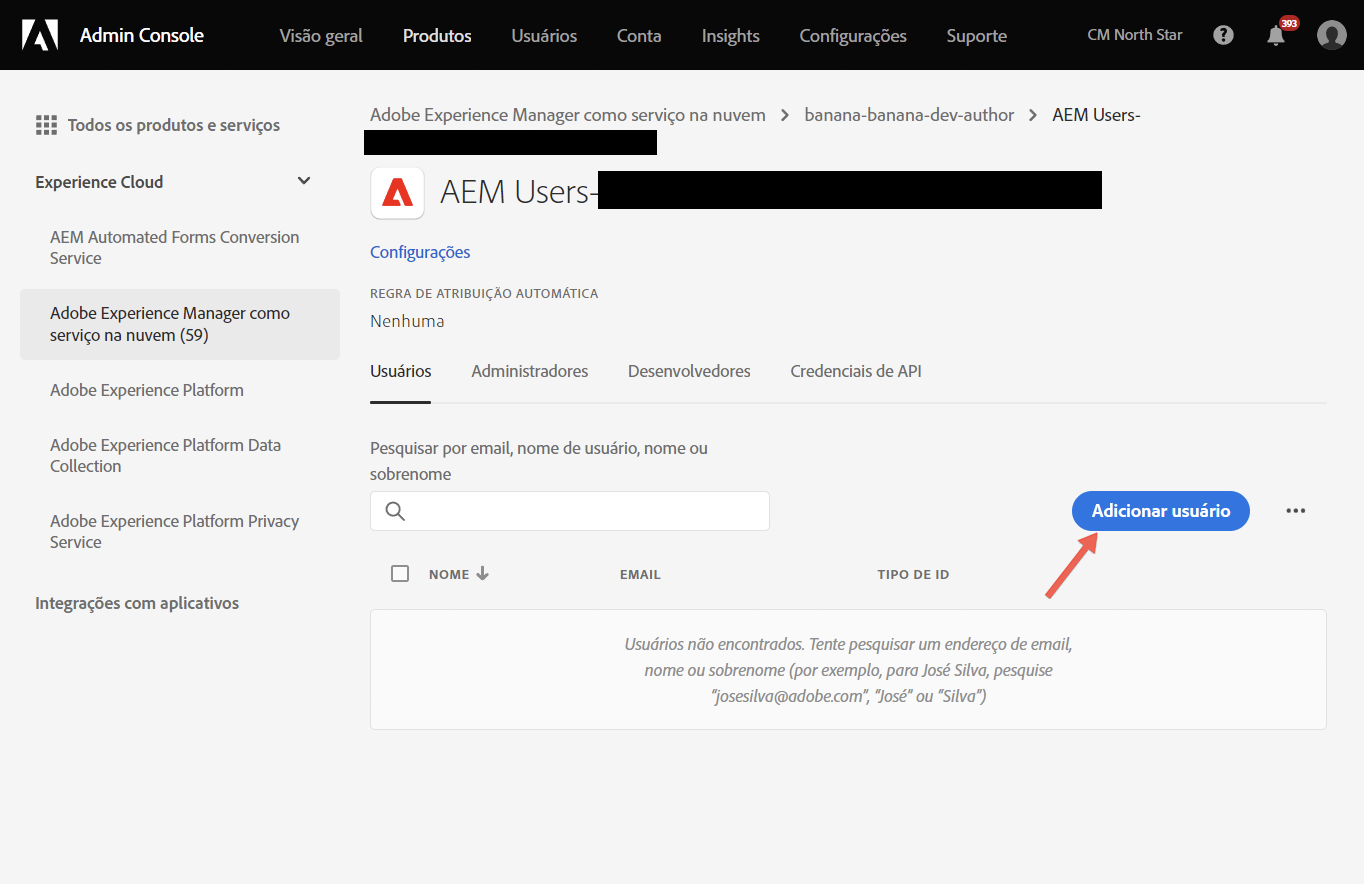 Admin Console
Visão geral
Produtos
Usuários
Conta
Insights
Configurações
Suporte
CM North Star
?
393
Todos os produtos e serviços
Experience Cloud
AEM Automated Forms Conversion
Service
Adobe Experience Manager como
serviço na nuvem (59)
Adobe Experience Platform
Adobe Experience Platform Data
Collection
Adobe Experience Platform Privacy
Service
Integrações com aplicativos
Adobe Experience Manager como serviço na nuvem > banana-banana-dev-author > AEM Users-
AEM Users-
Configurações
REGRA DE ATRIBUIÇÃO AUTOMÁTICA
Nenhuma
Usuários
Administradores
Desenvolvedores
Credenciais de API
Pesquisar por email, nome de usuário, nome ou
sobrenome
Adicionar usuário
NOME
EMAIL
TIPO DE ID
Usuários não encontrados. Tente pesquisar um endereço de email,
nome ou sobrenome (por exemplo, para José Silva, pesquise
"josesilva@adobe.com", "José" ou "Silva")